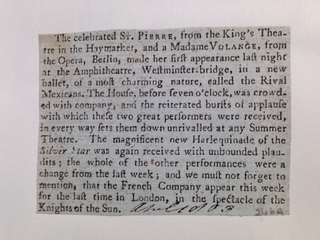 The celebrated ST. PIERRE, from the King's Thea-
tre in the Haymarket, and a Madame VOLANGE, from
the Opera, Berlin, made her first appearance last night
at the Amphitheatre, Westminster-bridge, in a new
ballet, of a most charming nature, called the Rival
Mexicans. The House, before seven o'clock, was crowd-
ed with company, and the reiterated bursts of applause
with which these two great performers were received,
in every way sets them down unrivalled at any Summer
Theatre. The magnificent new Harlequinade of the
Silver Star was again received with unbounded plau-
dits; the whole of the other performances were a
change from the last week; and we must not forget to
mention, that the French Company appear this week
for the last time in London, in the spectacle of the
Knights of the Sun.